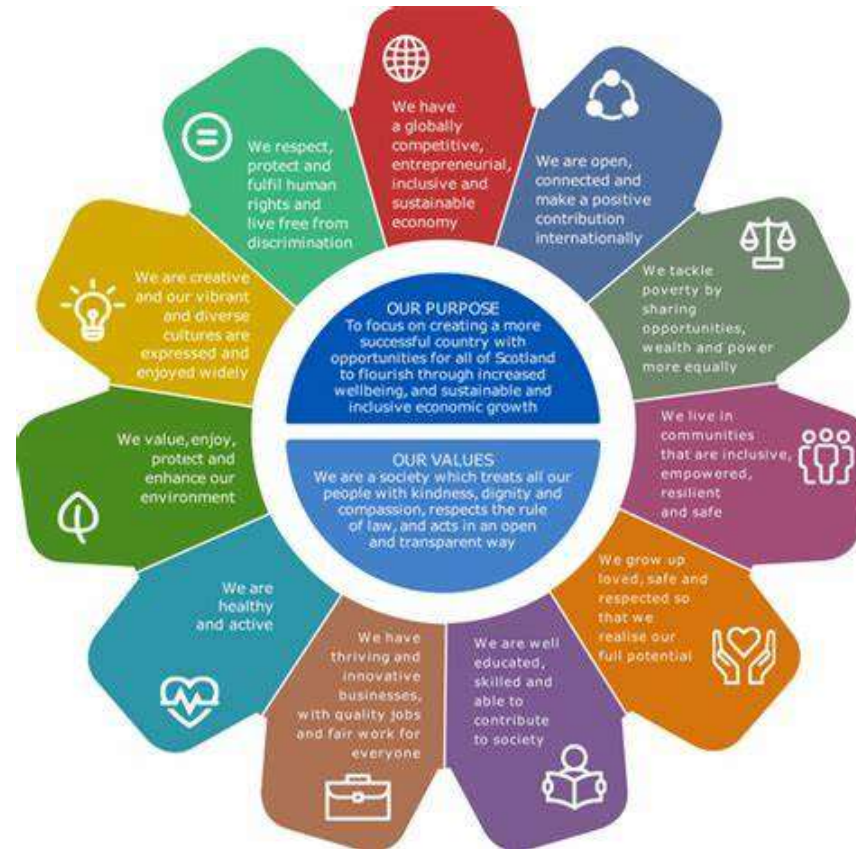 We have
a globally
competitive,
entrepreneurial,
inclusive and
sustainable
economy
We are open,
connected and
make a positive
contribution
internationally
We tackle
poverty by
sharing
opportunities,
wealth and power
more equally
We live in
communities
that are inclusive,
empowered,
resilient
and safe
We grow up
loved, safe and
respected so
that we
realise our
full potential
We are well
educated,
skilled and
able to
contribute
to society
We have
thriving and
innovative
businesses,
with quality jobs
and fair work for
everyone
We are
healthy
and active
We value, enjoy,
protect and
enhance our
environment
We are creative
and our vibrant
and diverse
cultures are
expressed and
enjoyed widely
We respect,
protect and
fulfil human
rights and
live free from
discrimination
OUR PURPOSE
To focus on creating a more
successful country with
opportunities for all of Scotland
to flourish through increased
wellbeing, and sustainable and
inclusive economic growth
OUR VALUES
We are a society which treats all our
people with kindness, dignity and
compassion, respects the rule
of law, and acts in an open
and transparent way